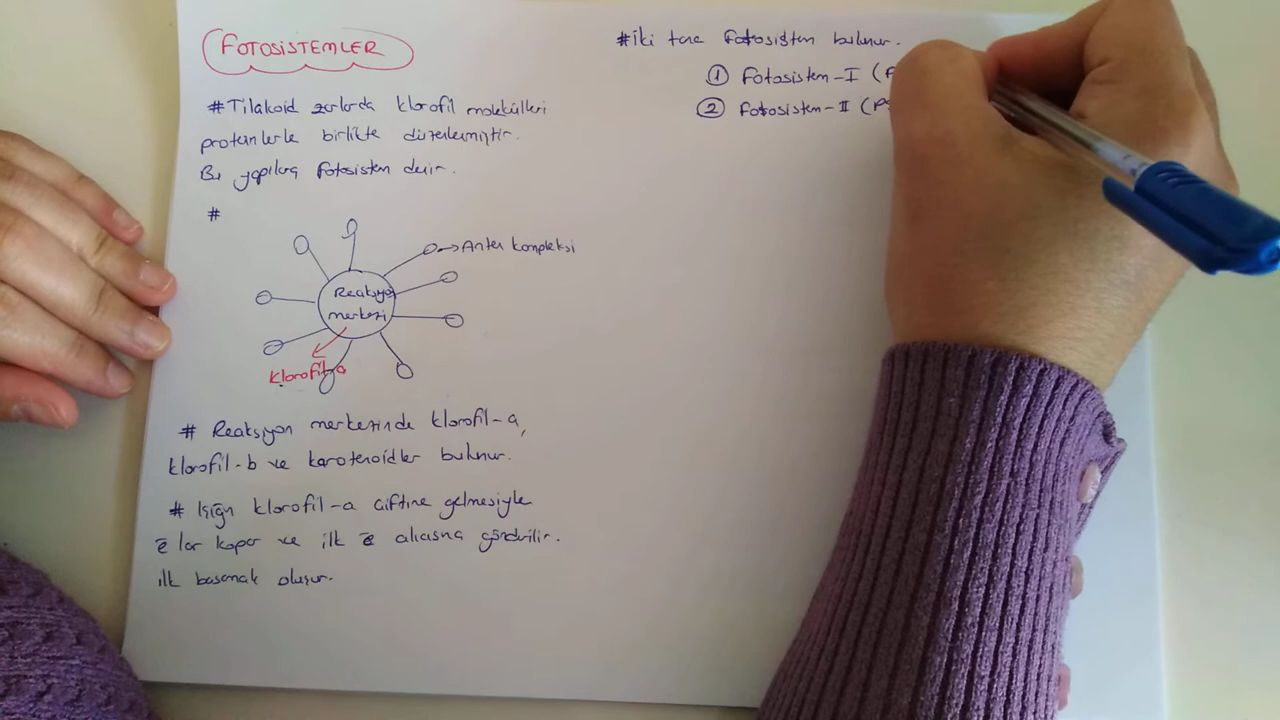 FOTOSİSTEMLER
#Tilakoid zarlarda klorofil molekülleri
proteinlerle birlikte düzenlenmiştir.
Bu yapılara fotosistem denir.
#
Anten kompleksi
Reaksiyon
merkezi
Klorofil-a
# Reaksiyon merkezinde klorofil-a,
klorofil-b ve karotenoidler bulunur.
# Işığın klorofil-a çiftine gelmesiyle
ē lar kopar ve ilk ē alıcısına gönderilir.
ilk basamak oluşur.
#İki tane fotosistem bulunur.
① Fotosistem-I (
② Fotosistem-II (